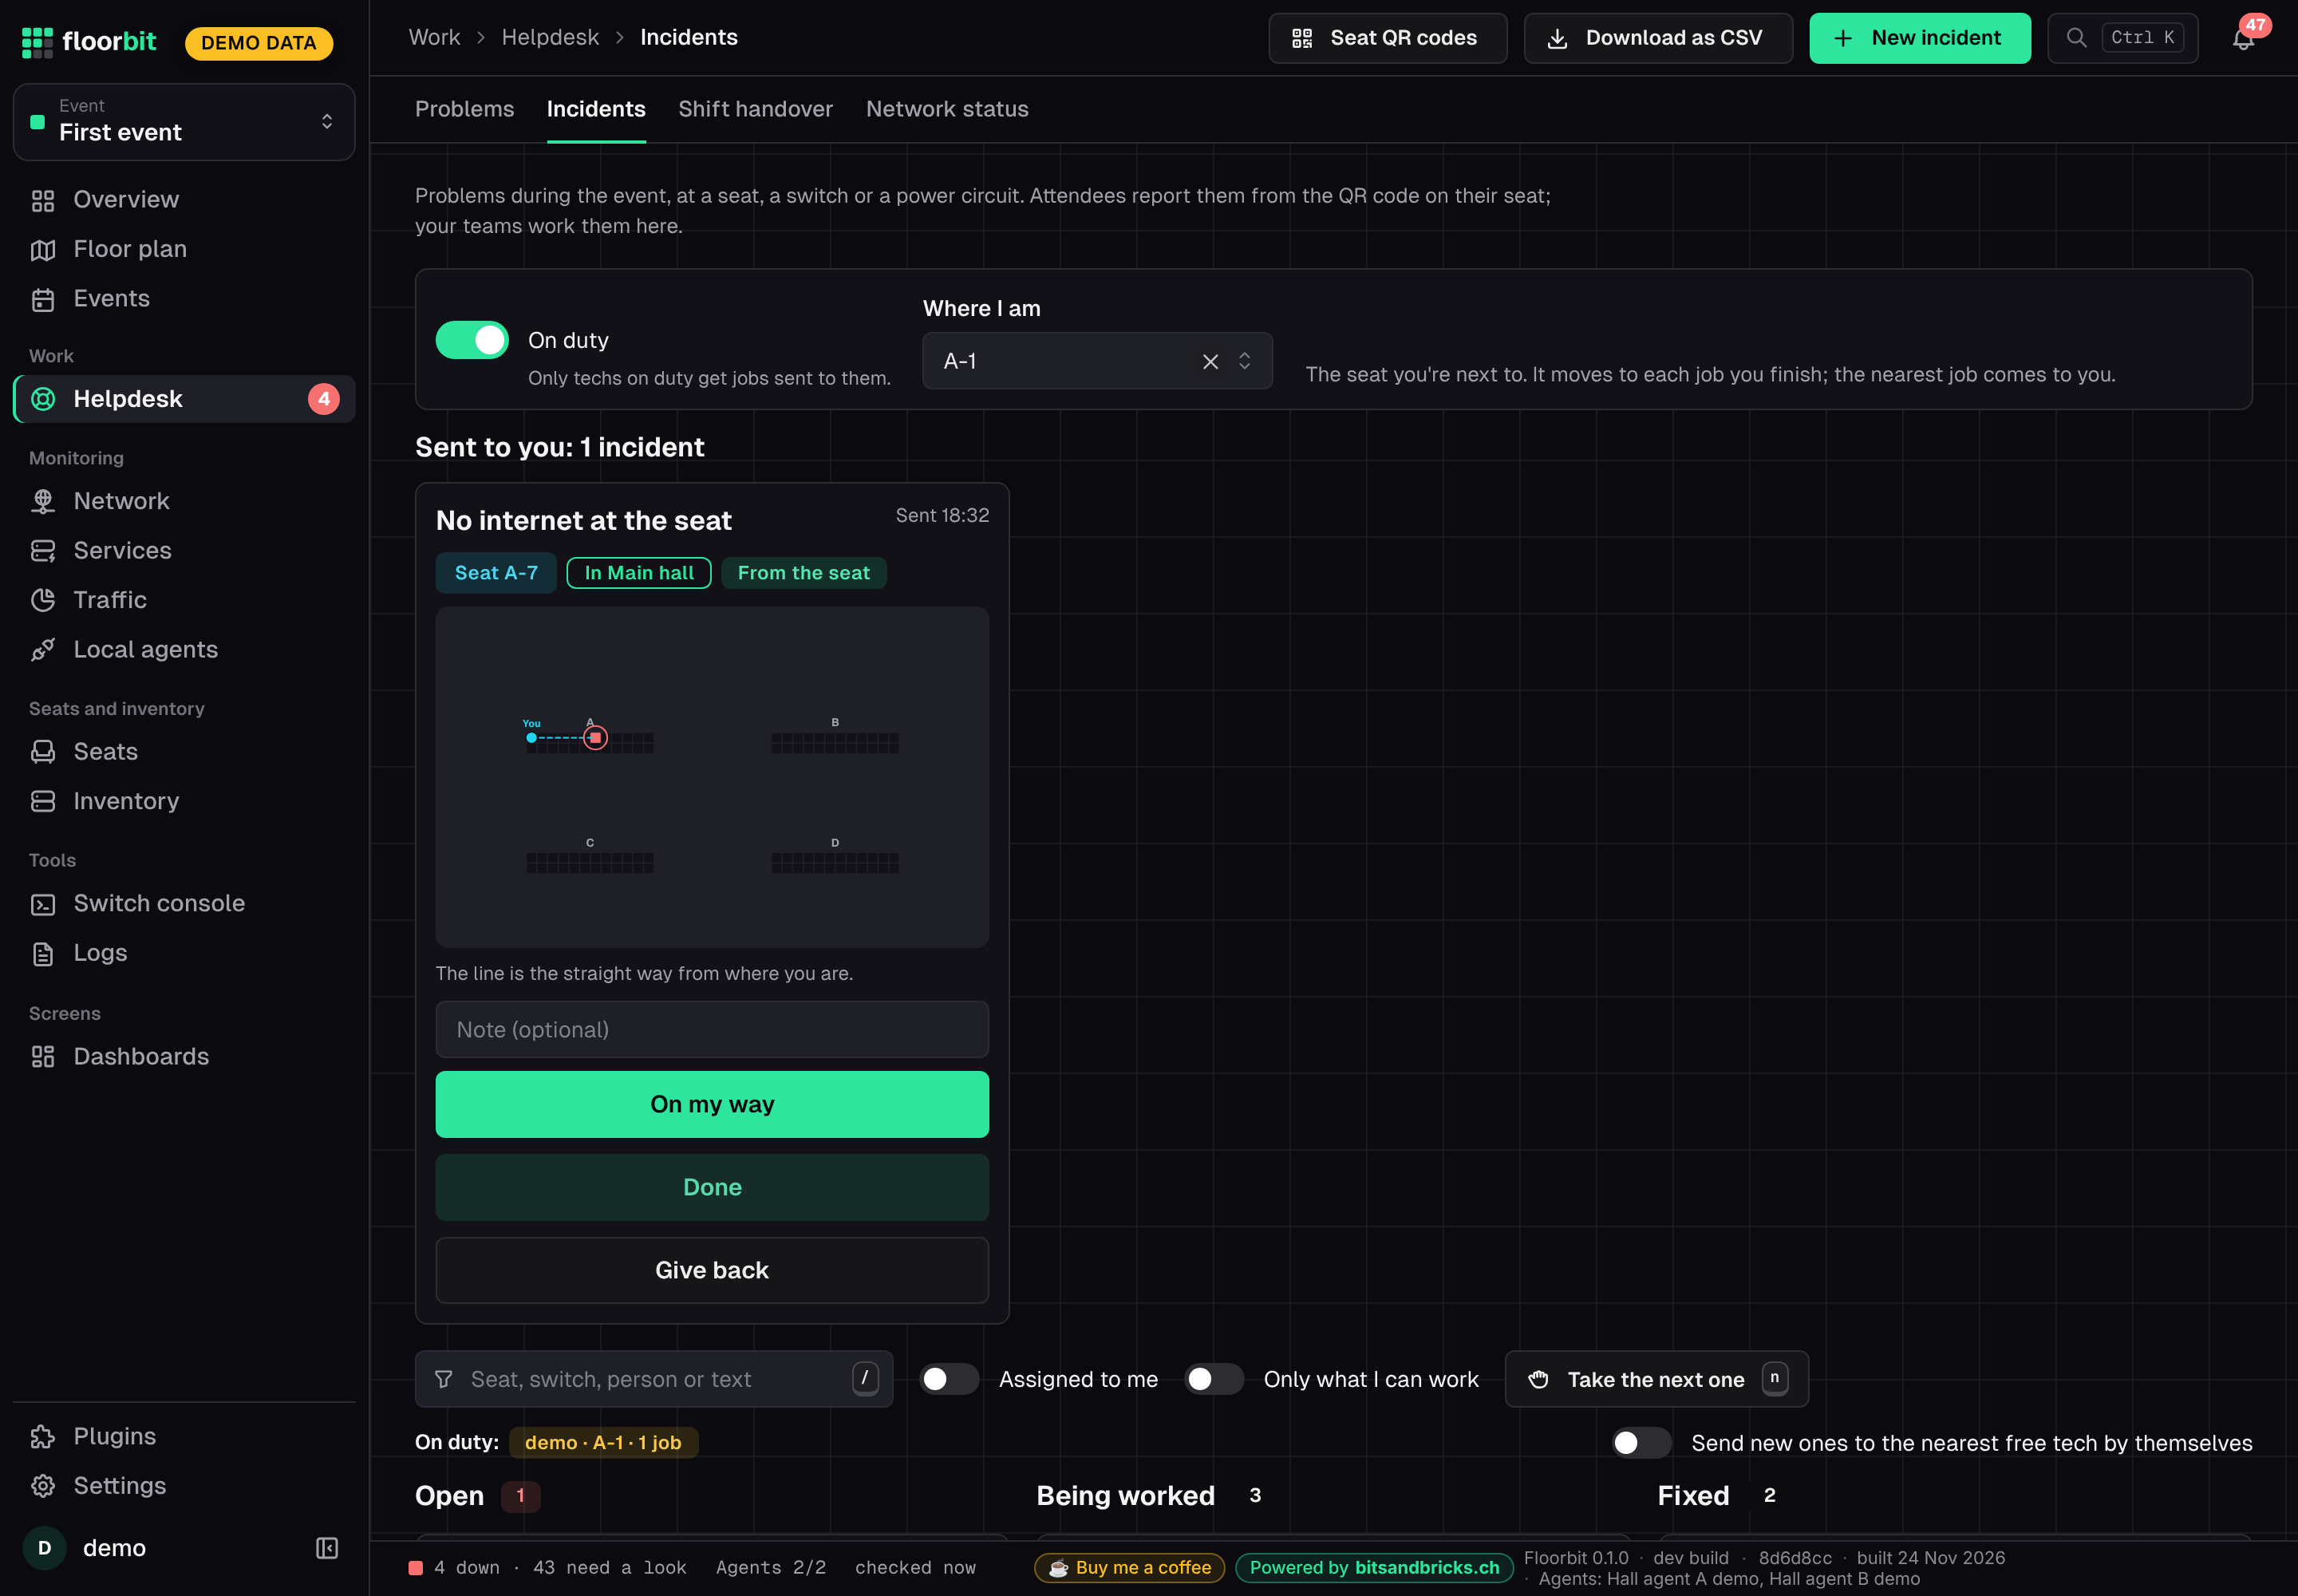 floorbit
DEMO DATA
Event
First event
Overview
Floor plan
Events
Work
Helpdesk
4
Monitoring
Network
Services
Traffic
Local agents
Seats and inventory
Seats
Inventory
Tools
Switch console
Logs
Screens
Dashboards
Plugins
Settings
D
demo
Work > Helpdesk > Incidents
Seat QR codes
Download as CSV
+ New incident
Ctrl K
47
Problems
Incidents
Shift handover
Network status
Problems during the event, at a seat, a switch or a power circuit. Attendees report them from the QR code on their seat;
your teams work them here.
On duty
Only techs on duty get jobs sent to them.
Where I am
A-1
The seat you're next to. It moves to each job you finish; the nearest job comes to you.
Sent to you: 1 incident
No internet at the seat
Sent 18:32
Seat A-7
In Main hall
From the seat
You
A
B
C
D
The line is the straight way from where you are.
Note (optional)
On my way
Done
Give back
Seat, switch, person or text
/
Assigned to me
Only what I can work
Take the next one
n
On duty:
demo · A-1 · 1 job
Send new ones to the nearest free tech by themselves
Open 1
Being worked 3
Fixed 2
4 down · 43 need a look
Agents 2/2
checked now
☕ Buy me a coffee
Powered by bitsandbricks.ch
Floorbit 0.1.0 · dev build · 8d6d8cc · built 24 Nov 2026
· Agents: Hall agent A demo, Hall agent B demo